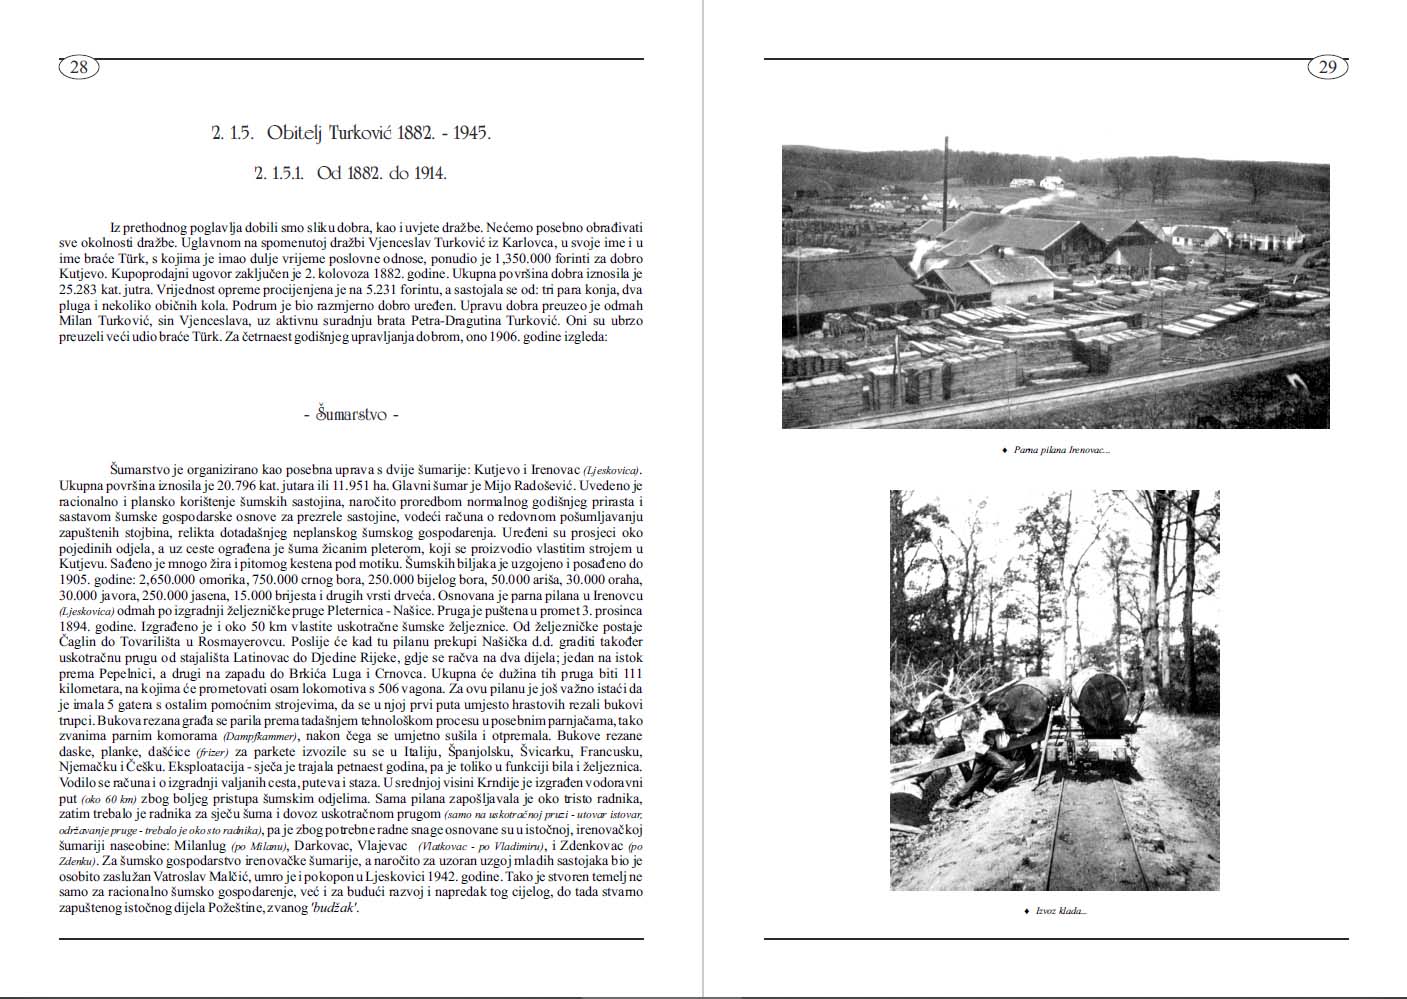 28
2. 1.5. Obitelj Turković 1882. - 1945.
2. 1.5.1. Od 1882. do 1914.
Iz prethodnog poglavlja dobili smo sliku dobra, kao i uvjete dražbe. Nećemo posebno obrađivati
sve okolnosti dražbe. Uglavnom na spomenutoj dražbi Vjenceslav Turković iz Karlovca, u svoje ime i u
ime braće Türk, s kojima je imao dulje vrijeme poslovne odnose, ponudio je 1,350.000 forinti za dobro
Kutjevo. Kupoprodajni ugovor zaključen je 2. kolovoza 1882. godine. Ukupna površina dobra iznosila je
25.283 kat. jutra. Vrijednost opreme procijenjena je na 5.231 forintu, a sastojala se od: tri para konja, dva
pluga i nekoliko običnih kola. Podrum je bio razmjerno dobro uređen. Upravu dobra preuzeo je odmah
Milan Turković, sin Vjenceslava, uz aktivnu suradnju brata Petra-Dragutina Turković. Oni su ubrzo
preuzeli veći udio braće Türk. Za četrnaest godišnjeg upravljanja dobrom, ono 1906. godine izgleda:
- Šumarstvo -
Šumarstvo je organizirano kao posebna uprava s dvije šumarije: Kutjevo i Irenovac (Ljeskovica).
Ukupna površina iznosila je 20.796 kat. jutara ili 11.951 ha. Glavni šumar je Mijo Radošević. Uvedeno je
racionalno i plansko korištenje šumskih sastojina, naročito proredbom normalnog godišnjeg prirasta i
sastavom šumske gospodarske osnove za prezrele sastojine, vodeći računa o redovnom pošumljavanju
zapuštenih stojbina, relikta dotadašnjeg neplanskog šumskog gospodarenja. Uređeni su prosjeci oko
pojedinih odjela, a uz ceste ograđena je šuma žicanim pleterom, koji se proizvodio vlastitim strojem u
Kutjevu. Sađeno je mnogo žira i pitomog kestena pod motiku. Šumskih biljaka je uzgojeno i posađeno do
1905. godine: 2,650.000 omorika, 750.000 crnog bora, 250.000 bijelog bora, 50.000 ariša, 30.000 oraha,
30.000 javora, 250.000 jasena, 15.000 brijesta i drugih vrsti drveća. Osnovana je parna pilana u Irenovcu
(Ljeskovica) odmah po izgradnji željezničke pruge Pleternica - Našice. Pruga je puštena u promet 3. prosinca
1894. godine. Izgrađeno je i oko 50 km vlastite uskotračne šumske željeznice. Od željezničke postaje
Čaglin do Tovarilišta u Rosmayerovcu. Poslije će kad tu pilanu prekupi Našička d.d. graditi također
uskotračnu prugu od stajališta Latinovac do Djedine Rijeke, gdje se račva na dva dijela; jedan na istok
prema Pepelnici, a drugi na zapadu do Brkića Luga i Crnovca. Ukupna će dužina tih pruga biti 111
kilometara, na kojima će prometovati osam lokomotiva s 506 vagona. Za ovu pilanu je još važno istaći da
je imala 5 gatera s ostalim pomoćnim strojevima, da se u njoj prvi puta umjesto hrastovih rezali bukovi
trupci. Bukova rezana građa se parila prema tadašnjem tehnološkom procesu u posebnim parnjačama, tako
zvanima parnim komorama (Dampfkammer), nakon čega se umjetno sušila i otpremala. Bukove rezane
daske, planke, dašćice (frizer) za parkete izvozile su se u Italiju, Španjolsku, Švicarku, Francusku,
Njemačku i Češku. Eksploatacija - sječa je trajala petnaest godina, pa je toliko u funkciji bila i željeznica.
Vodilo se računa i o izgradnji valjanih cesta, puteva i staza. U srednjoj visini Krndije je izgrađen vodoravni
put (oko 60 km) zbog boljeg pristupa šumskim odjelima. Sama pilana zapošljavala je oko tristo radnika,
zatim trebalo je radnika za sječu šuma i dovoz uskotračnom prugom (samo na uskotračnoj pruzi - utovar istovar,
održavanje pruge - trebalo je oko sto radnika), pa je zbog potrebne radne snage osnovane su u istočnoj, irenovačkoj
šumariji naseobine: Milanlug (po Milanu), Darkovac, Vlajevac (Vlatkovac - po Vladimiru), i Zdenkovac (po
Zdenku). Za šumsko gospodarstvo irenovačke šumarije, a naročito za uzoran uzgoj mladih sastojaka bio je
osobito zaslužan Vatroslav Malčić, umro je i pokopon u Ljeskovici 1942. godine. Tako je stvoren temelj ne
samo za racionalno šumsko gospodarenje, već i za budući razvoj i napredak tog cijelog, do tada stvarno
zapuštenog istočnog dijela Požeštine, zvanog 'budžak'.
29
♦ Parna pilana Irenovac...
♦ Izvoz klada...